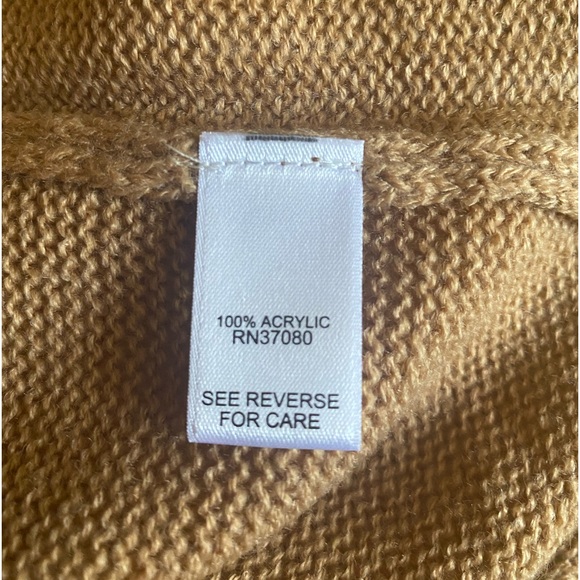 100% ACRYLIC
RN37080
SEE REVERSE
FOR CARE